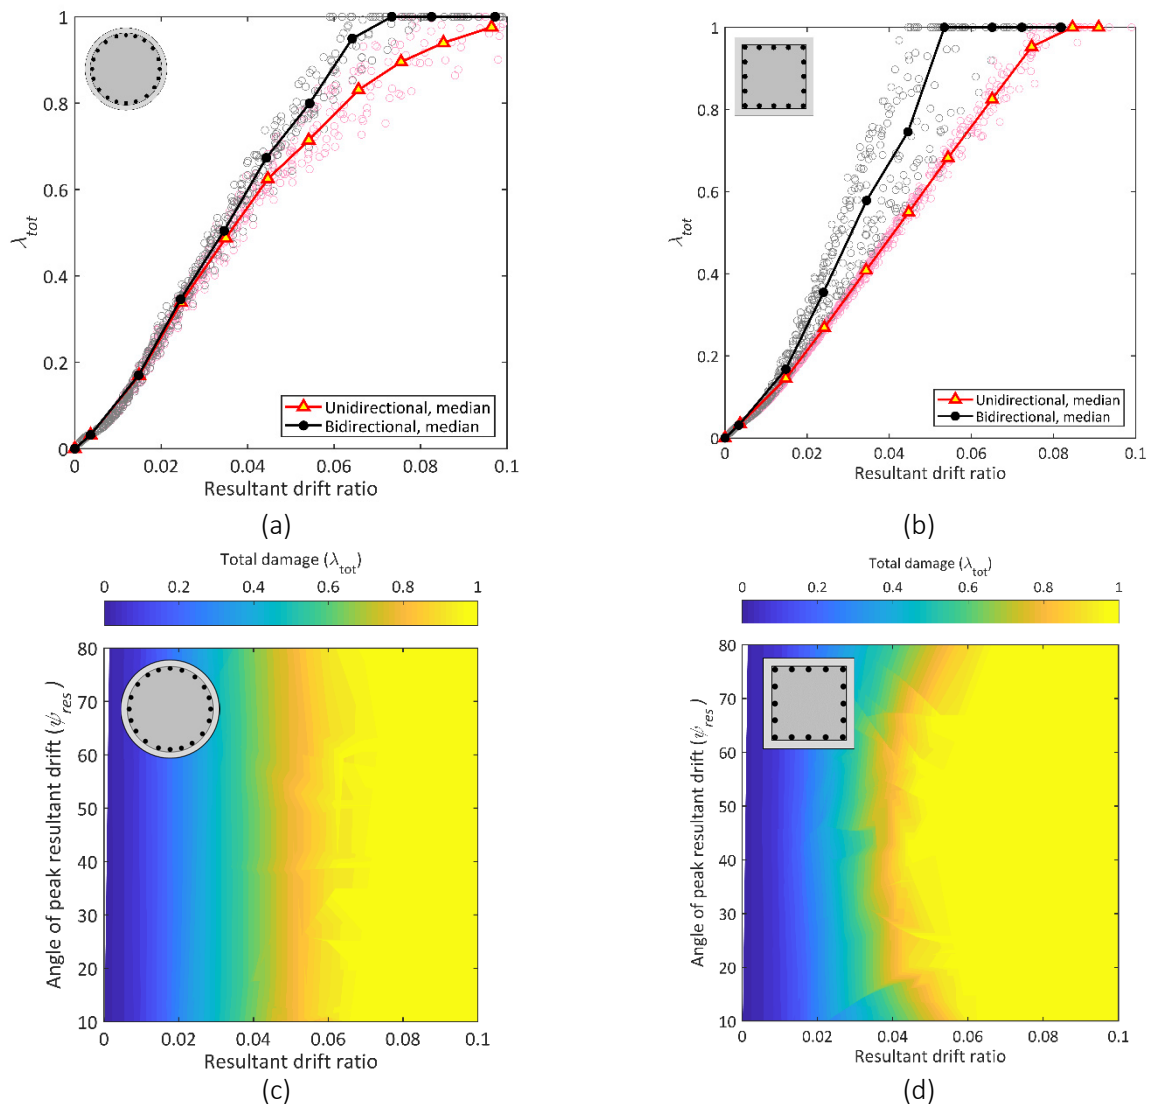 1
0.8
0.6
0.4
0.2
0
λtot
Unidirectional, median
Bidirectional, median
0 0.02 0.04 0.06 0.08 0.1
Resultant drift ratio
(a)
1
0.8
0.6
0.4
0.2
0
λtot
Unidirectional, median
Bidirectional, median
0 0.02 0.04 0.06 0.08 0.1
Resultant drift ratio
(b)
Total damage (λtot)
0 0.2 0.4 0.6 0.8 1
80
70
60
50
40
30
20
10
Angle of peak resultant drift (ψres)
0 0.02 0.04 0.06 0.08 0.1
Resultant drift ratio
(c)
Total damage (λtot)
0 0.2 0.4 0.6 0.8 1
80
70
60
50
40
30
20
10
Angle of peak resultant drift (ψres)
0 0.02 0.04 0.06 0.08 0.1
Resultant drift ratio
(d)